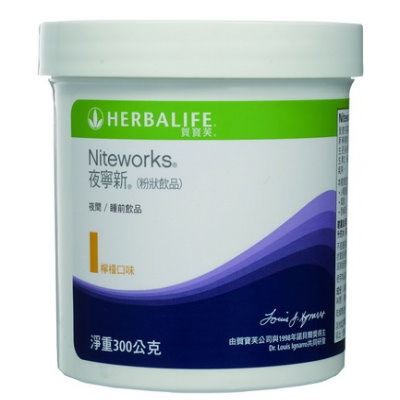 HERBALIFE®
賀寶芙®
Niteworks®
夜寧新®（粉狀飲品）
夜間 / 睡前飲品
檸檬口味
Louis J. Ignarro
淨重300公克
由賀寶芙公司與1998年諾貝爾獎得主
Dr. Louis Ignarro共同研發